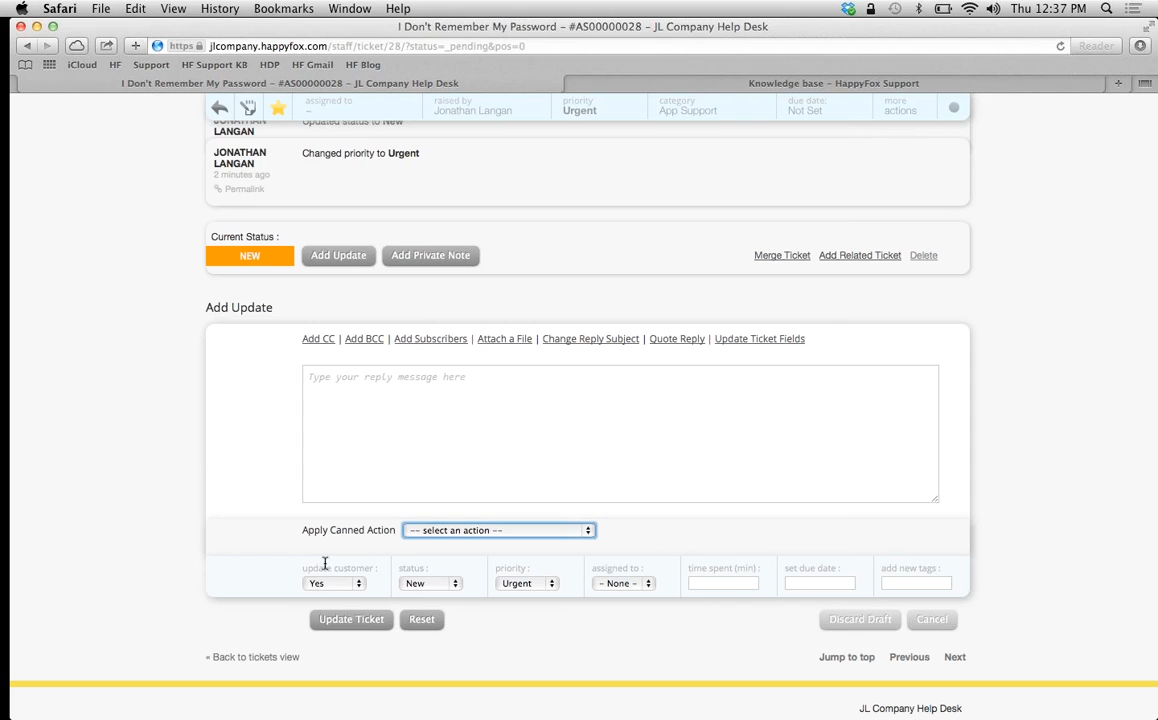 Safari File Edit View History Bookmarks Window Help Thu 12:37 PM
I Don't Remember My Password – #AS00000028 – JL Company Help Desk
https jlcompany.happyfox.com/staff/ticket/28/?status=_pending&pos=0 Reader
iCloud HF Support HF Support KB HDP HF Gmail HF Blog
I Don't Remember My Password – #AS00000028 – JL Company Help Desk Knowledge base – HappyFox Support
assigned to raised by priority category due date: more
– Jonathan Langan Urgent App Support Not Set actions
JONATHAN Updated status to New
LANGAN
JONATHAN Changed priority to Urgent
LANGAN
2 minutes ago
Permalink
Current Status :
NEW Add Update Add Private Note Merge Ticket Add Related Ticket Delete
Add Update
Add CC | Add BCC | Add Subscribers | Attach a File | Change Reply Subject | Quote Reply | Update Ticket Fields
Type your reply message here
Apply Canned Action -- select an action --
update customer : status : priority : assigned to : time spent (min) : set due date : add new tags :
Yes New Urgent – None –
Update Ticket Reset Discard Draft Cancel
« Back to tickets view Jump to top Previous Next
JL Company Help Desk